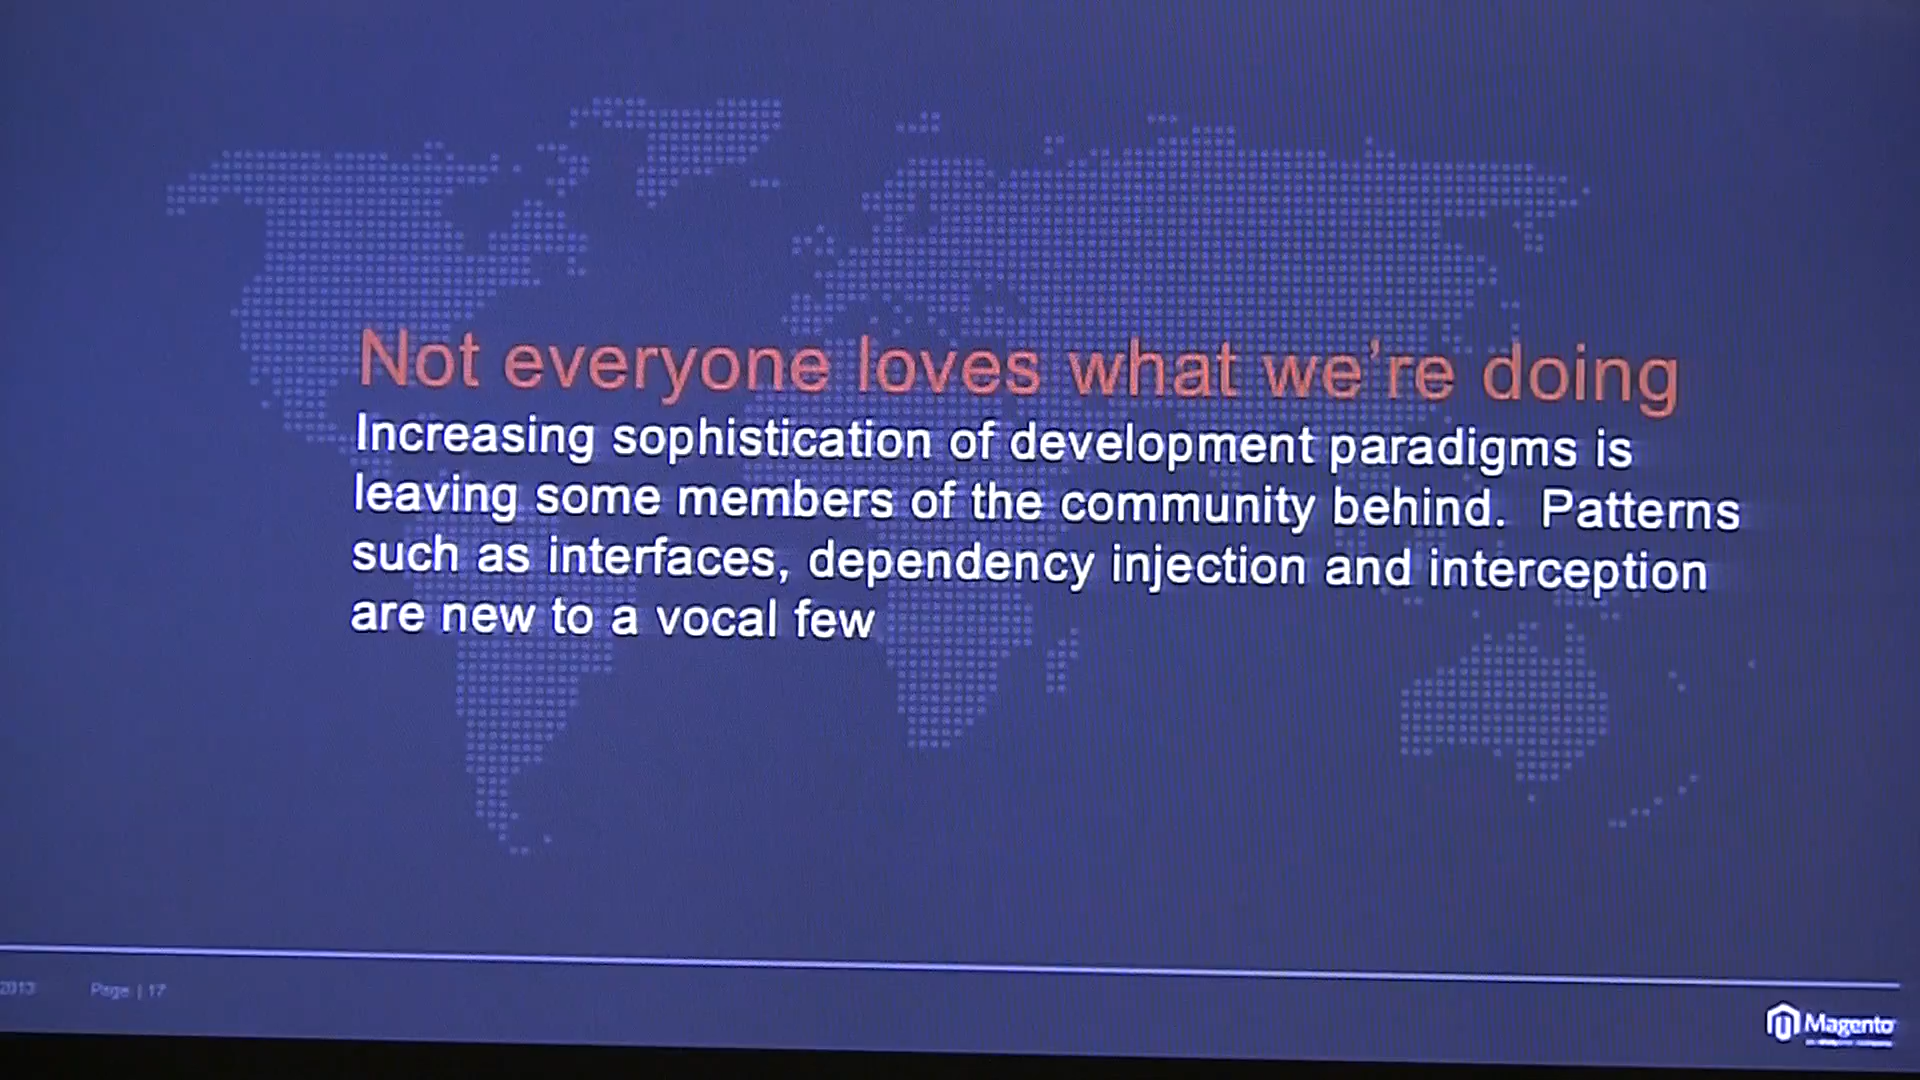 Not everyone loves what we're doing
Increasing sophistication of development paradigms is
leaving some members of the community behind.  Patterns
such as interfaces, dependency injection and interception
are new to a vocal few
2013 Page | 17
Magento